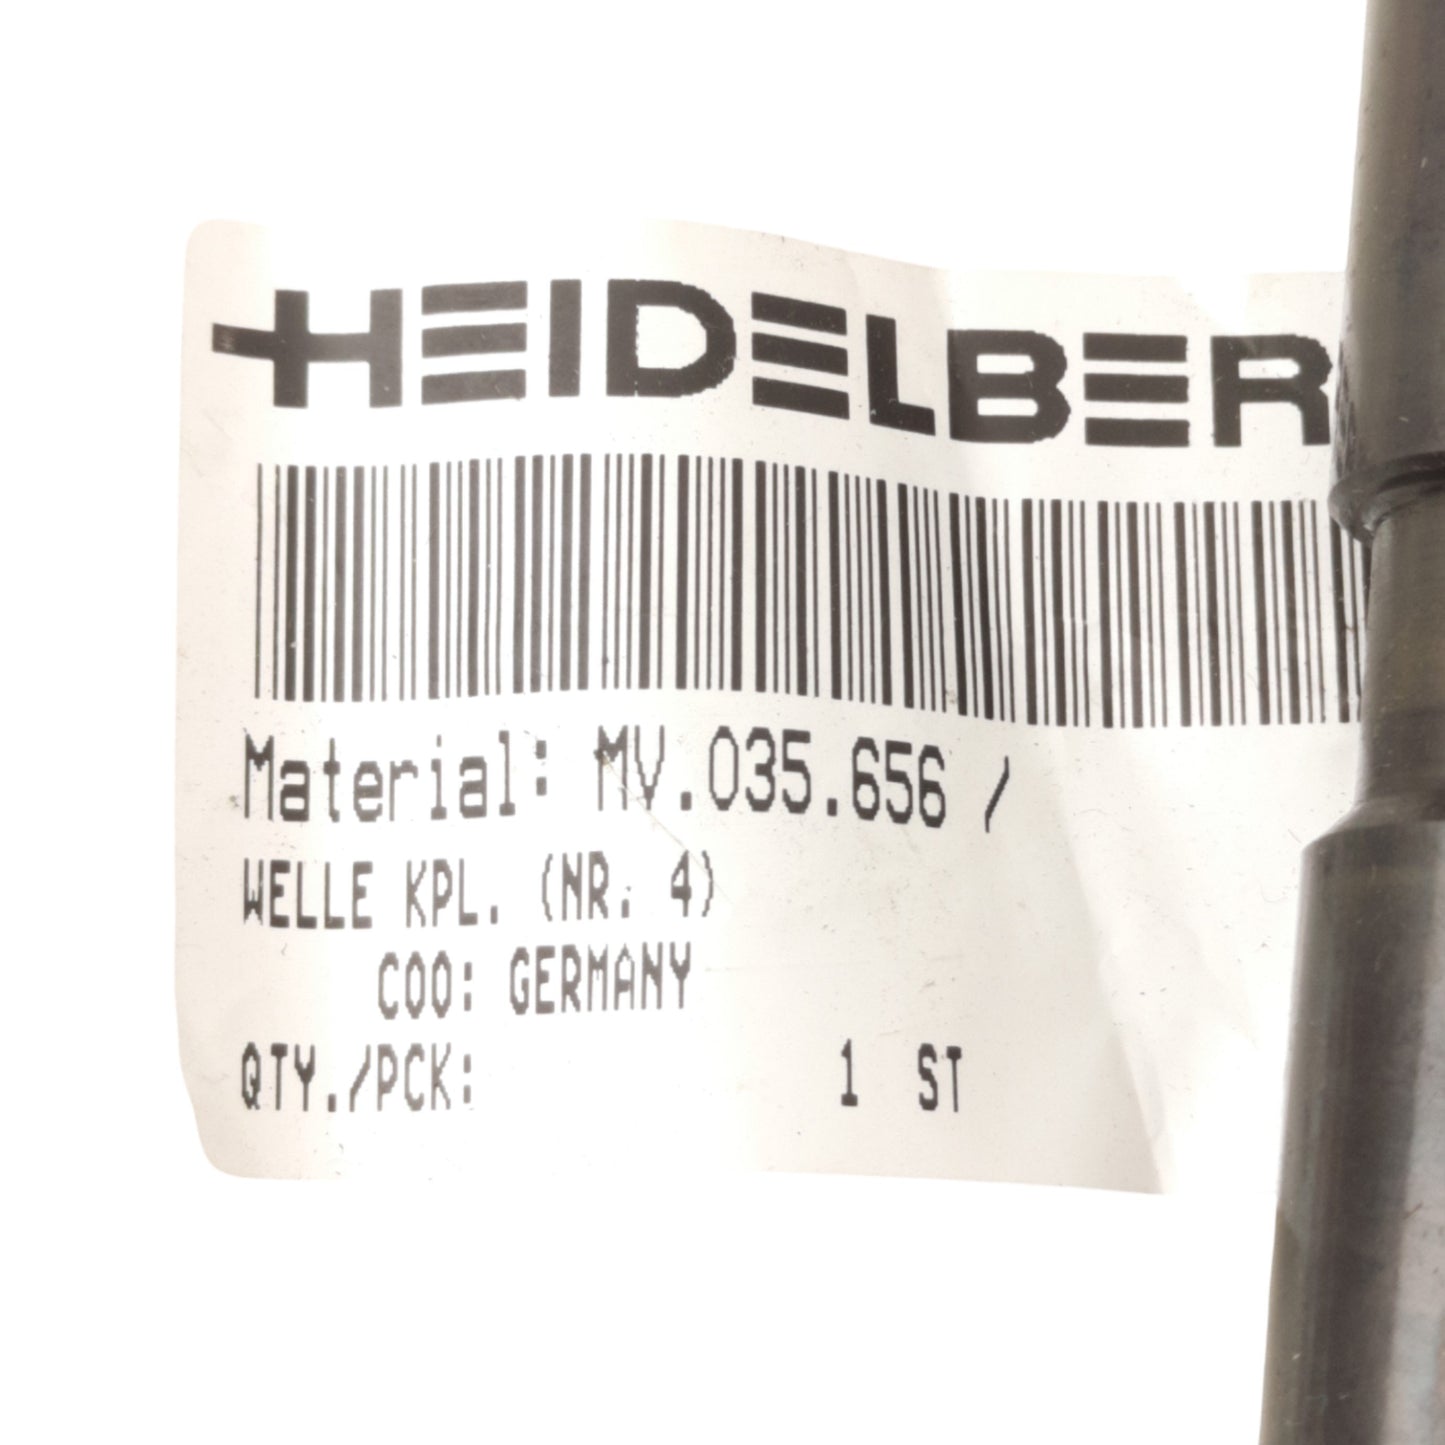 HEIDELBER
Material: MV.035.656 /
WELLE KPL. (NR. 4)
COO: GERMANY
QTY./PCK: 1 ST